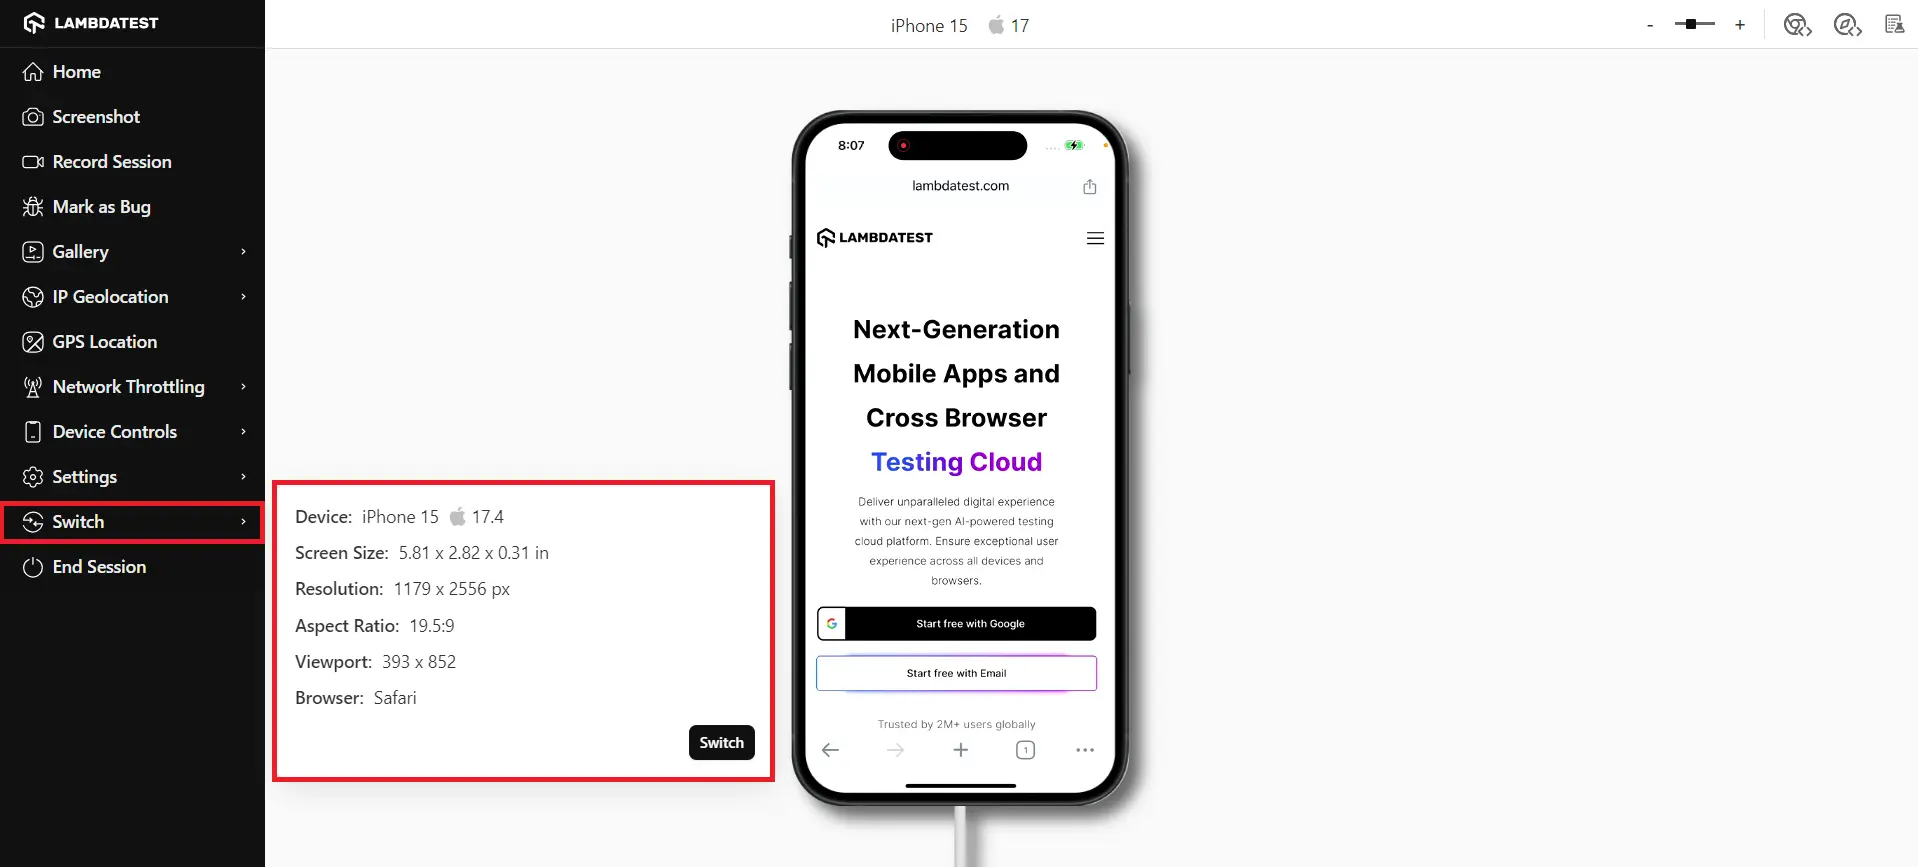 LAMBDATEST
iPhone 15 17
- +
Home
Screenshot
Record Session
Mark as Bug
Gallery
IP Geolocation
GPS Location
Network Throttling
Device Controls
Settings
Switch
End Session
Device: iPhone 15 17.4
Screen Size: 5.81 x 2.82 x 0.31 in
Resolution: 1179 x 2556 px
Aspect Ratio: 19.5:9
Viewport: 393 x 852
Browser: Safari
Switch
8:07
lambdatest.com
LAMBDATEST
Next-Generation
Mobile Apps and
Cross Browser
Testing Cloud
Deliver unparalleled digital experience
with our next-gen AI-powered testing
cloud platform. Ensure exceptional user
experience across all devices and
browsers.
G Start free with Google
Start free with Email
Trusted by 2M+ users globally
1